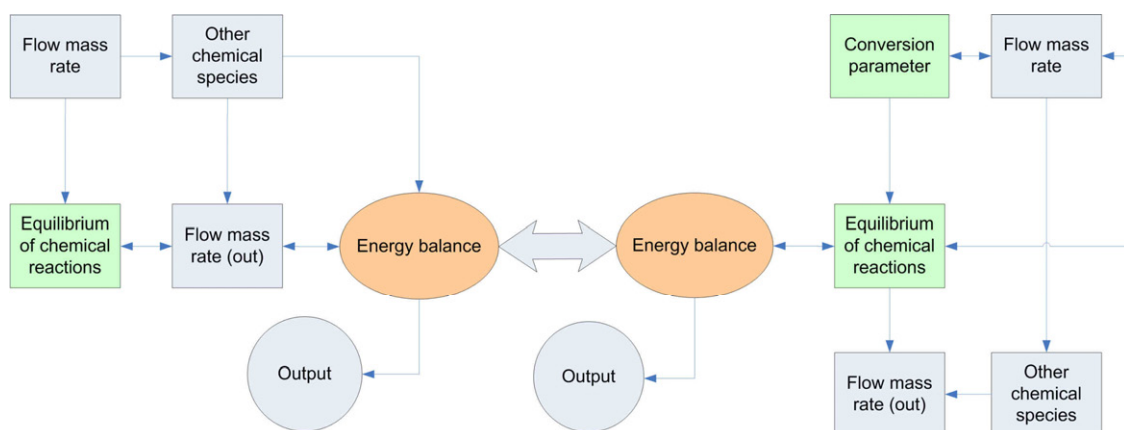 Flow mass
rate
Other
chemical
species
Conversion
parameter
Flow mass
rate
Equilibrium
of chemical
reactions
Flow mass
rate (out)
Energy balance
Energy balance
Equilibrium
of chemical
reactions
Output
Output
Flow mass
rate (out)
Other
chemical
species